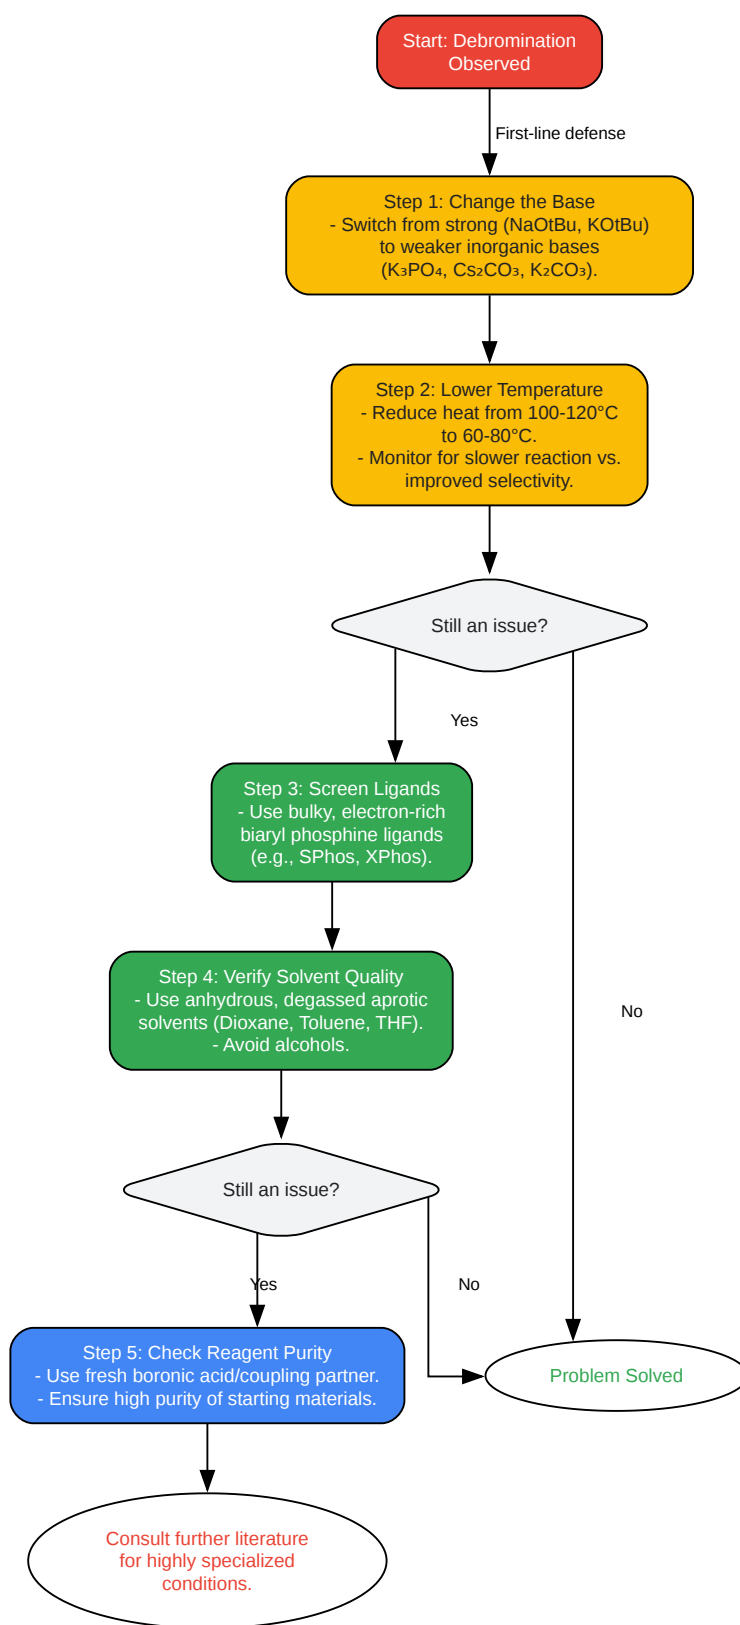 Start: Debromination
Observed
First-line defense
Step 1: Change the Base
- Switch from strong (NaOtBu, KOtBu)
to weaker inorganic bases
(K₃PO₄, Cs₂CO₃, K₂CO₃).
Step 2: Lower Temperature
- Reduce heat from 100-120°C
to 60-80°C.
- Monitor for slower reaction vs.
improved selectivity.
Still an issue?
Yes
Step 3: Screen Ligands
- Use bulky, electron-rich
biaryl phosphine ligands
(e.g., SPhos, XPhos).
Step 4: Verify Solvent Quality
- Use anhydrous, degassed aprotic
solvents (Dioxane, Toluene, THF).
- Avoid alcohols.
No
Still an issue?
Yes
No
Step 5: Check Reagent Purity
- Use fresh boronic acid/coupling partner.
- Ensure high purity of starting materials.
Problem Solved
Consult further literature
for highly specialized
conditions.